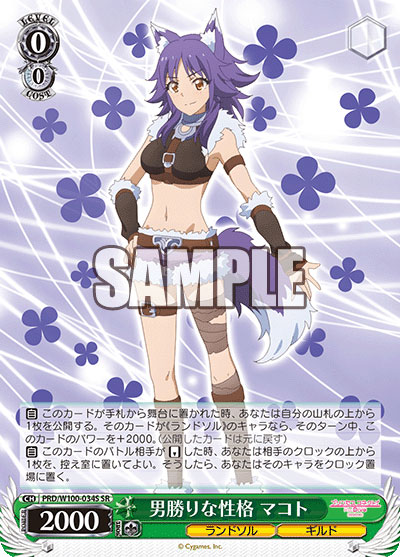 LEVEL
0
0
COST
SAMPLE
自このカードが手札から舞台に置かれた時、あなたは自分の山札の上から
1枚を公開する。そのカードが《ランドソル》のキャラなら、そのターン中、こ
のカードのパワーを+2000。(公開したカードは元に戻す)
自このカードのバトル相手が した時、あなたは相手のクロックの上から
1枚を、控え室に置いてよい。そうしたら、あなたはそのキャラをクロック置
場に置く。
CH PRD/W100-034S SR
2000
男勝りな性格 マコト
ランドソル ギルド
© Cygames, Inc.